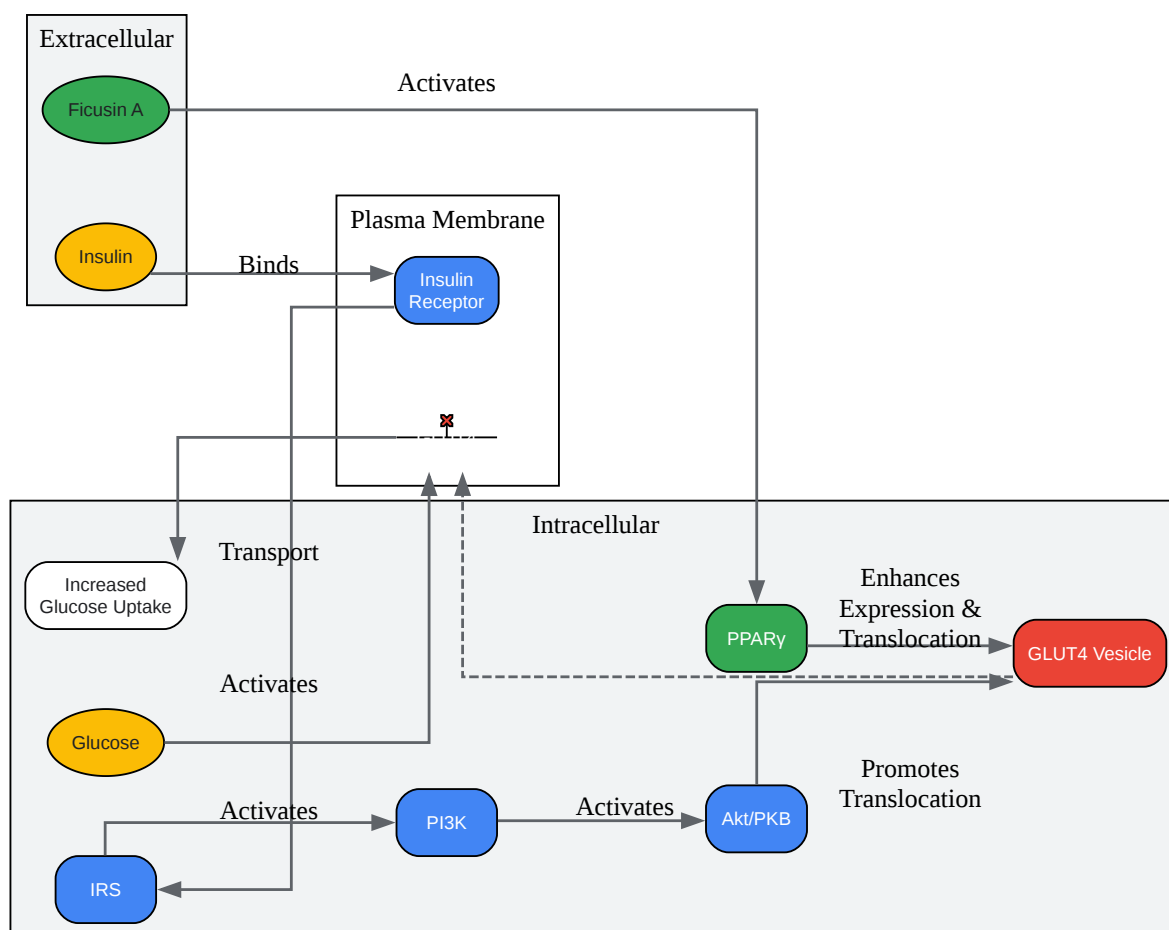 Extracellular
Ficusin A
Activates
Insulin
Binds
Plasma Membrane
Insulin
Receptor
Intracellular
Transport
Increased
Glucose Uptake
Enhances
Expression &
Translocation
PPARγ
GLUT4 Vesicle
Activates
Glucose
Promotes
Translocation
Activates
PI3K
Activates
Akt/PKB
IRS